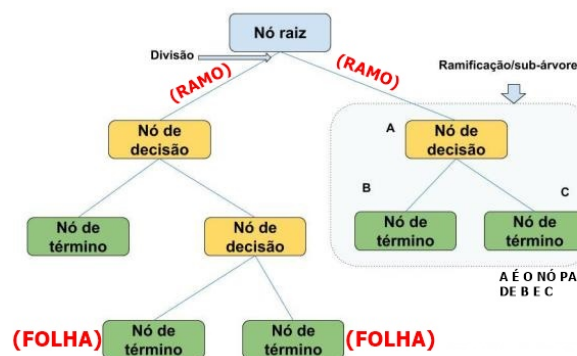 Nó raiz
Divisão
(RAMO)
(RAMO)
Ramificação/sub-árvore
Nó de
decisão
A
Nó de
decisão
B
C
Nó de
término
Nó de
decisão
Nó de
término
Nó de
término
A É O NÓ PA
DE B E C
(FOLHA)
Nó de
término
Nó de
término
(FOLHA)